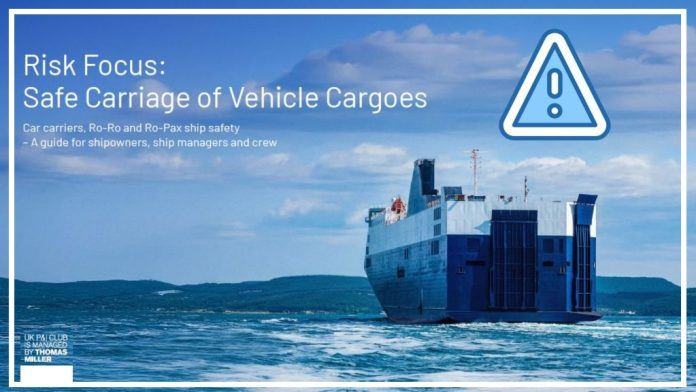 Risk Focus:
Safe Carriage of Vehicle Cargoes
Car carriers, Ro-Ro and Ro-Pax ship safety
– A guide for shipowners, ship managers and crew
UK P&I CLUB
IS MANAGED
BY THOMAS
MILLER